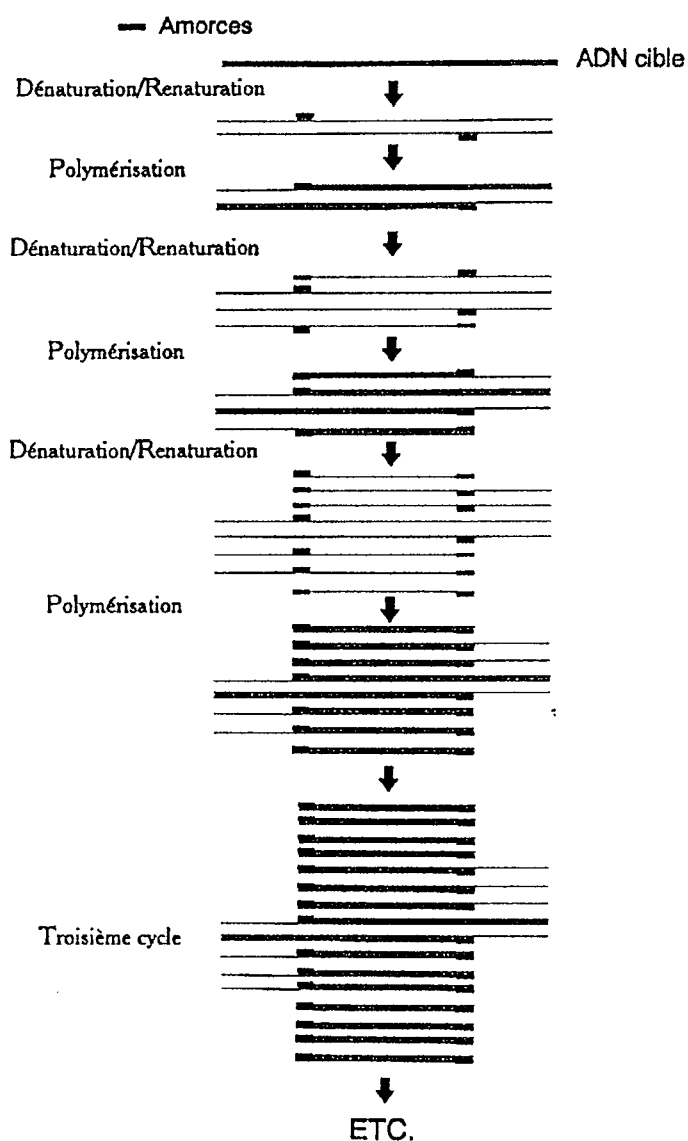 Amorces
ADN cible
Dénaturation/Renaturation
Polymérisation
Dénaturation/Renaturation
Polymérisation
Dénaturation/Renaturation
Polymérisation
Troisième cycle
ETC.